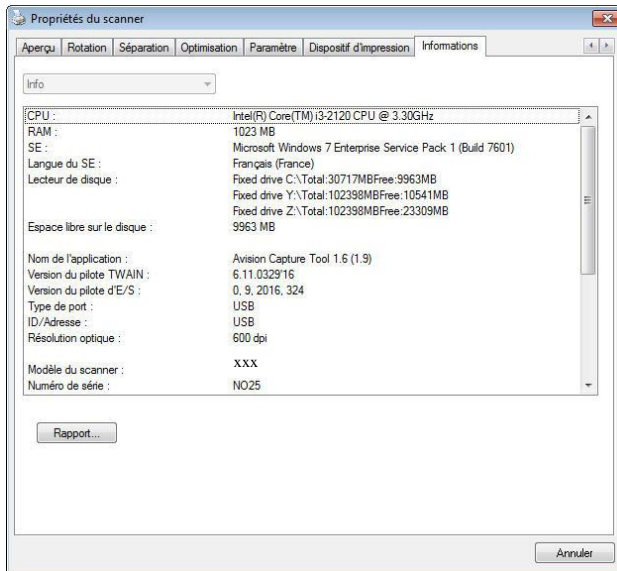 Propriétés du scanner
Aperçu Rotation Séparation Optimisation Paramètre Dispositif d'impression Informations
Info
CPU : Intel(R) Core(TM) i3-2120 CPU @ 3.30GHz
RAM : 1023 MB
SE : Microsoft Windows 7 Enterprise Service Pack 1 (Build 7601)
Langue du SE : Français (France)
Lecteur de disque : Fixed drive C:\Total:30717MBFree:9963MB
Fixed drive Y:\Total:102398MBFree:10541MB
Fixed drive Z:\Total:102398MBFree:23309MB
Espace libre sur le disque : 9963 MB
Nom de l'application : Avision Capture Tool 1.6 (1.9)
Version du pilote TWAIN : 6.11.0329'16
Version du pilote d'E/S : 0, 9, 2016, 324
Type de port : USB
ID/Adresse : USB
Résolution optique : 600 dpi
Modèle du scanner : xxx
Numéro de série : NO25
Rapport...
Annuler